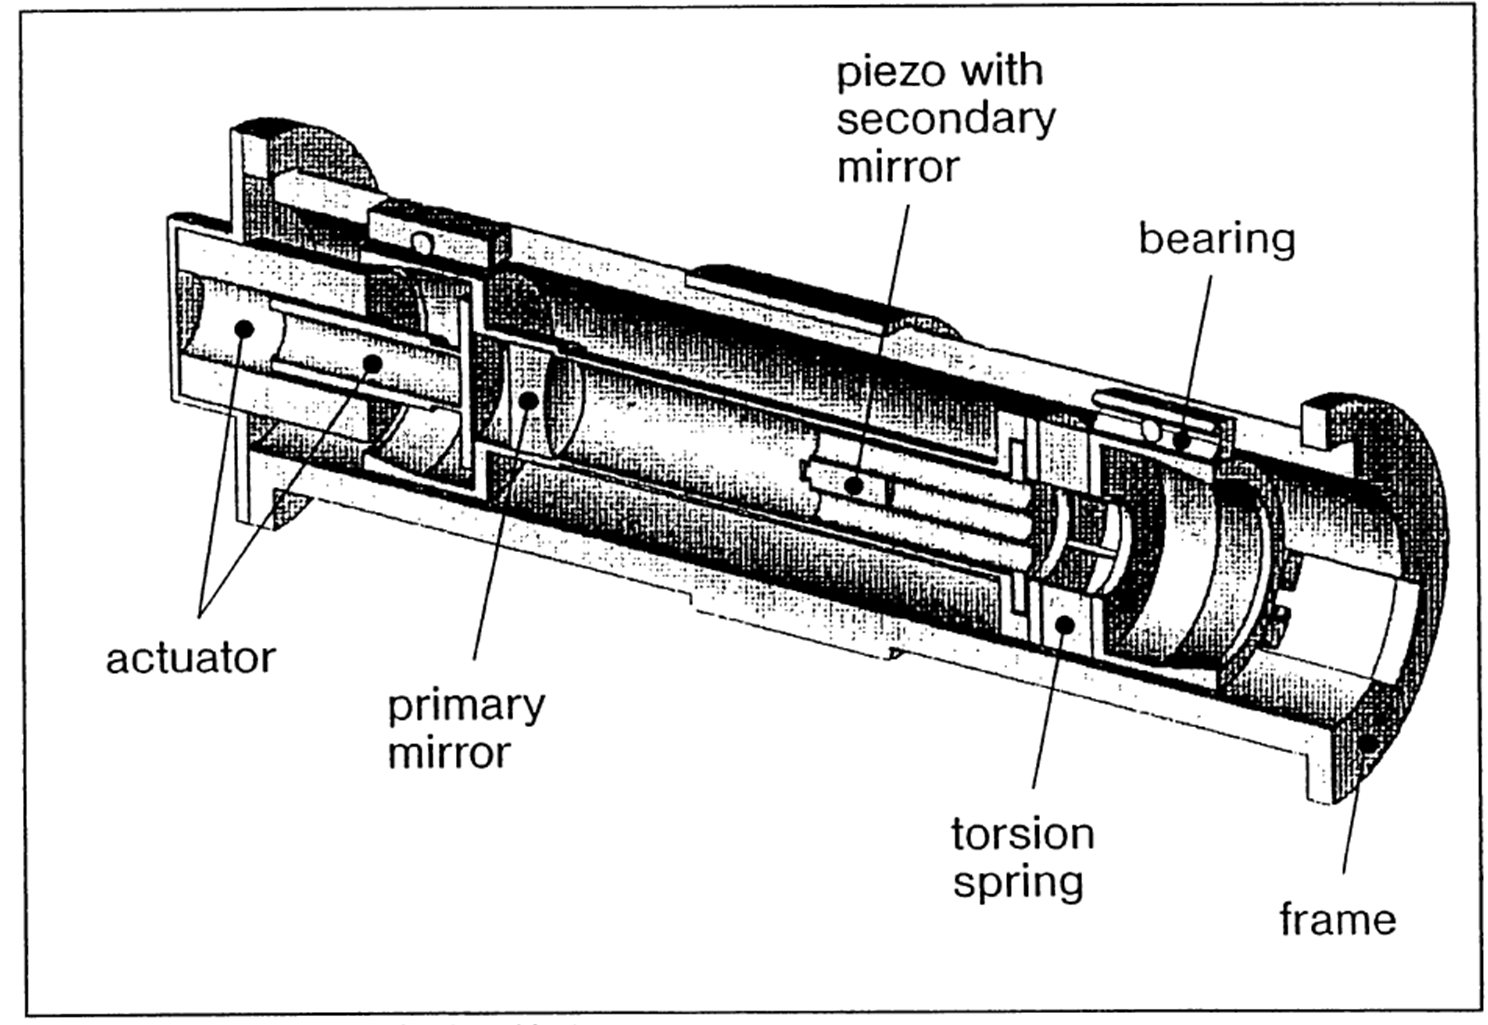 piezo with
secondary
mirror
bearing
actuator
primary
mirror
torsion
spring
frame